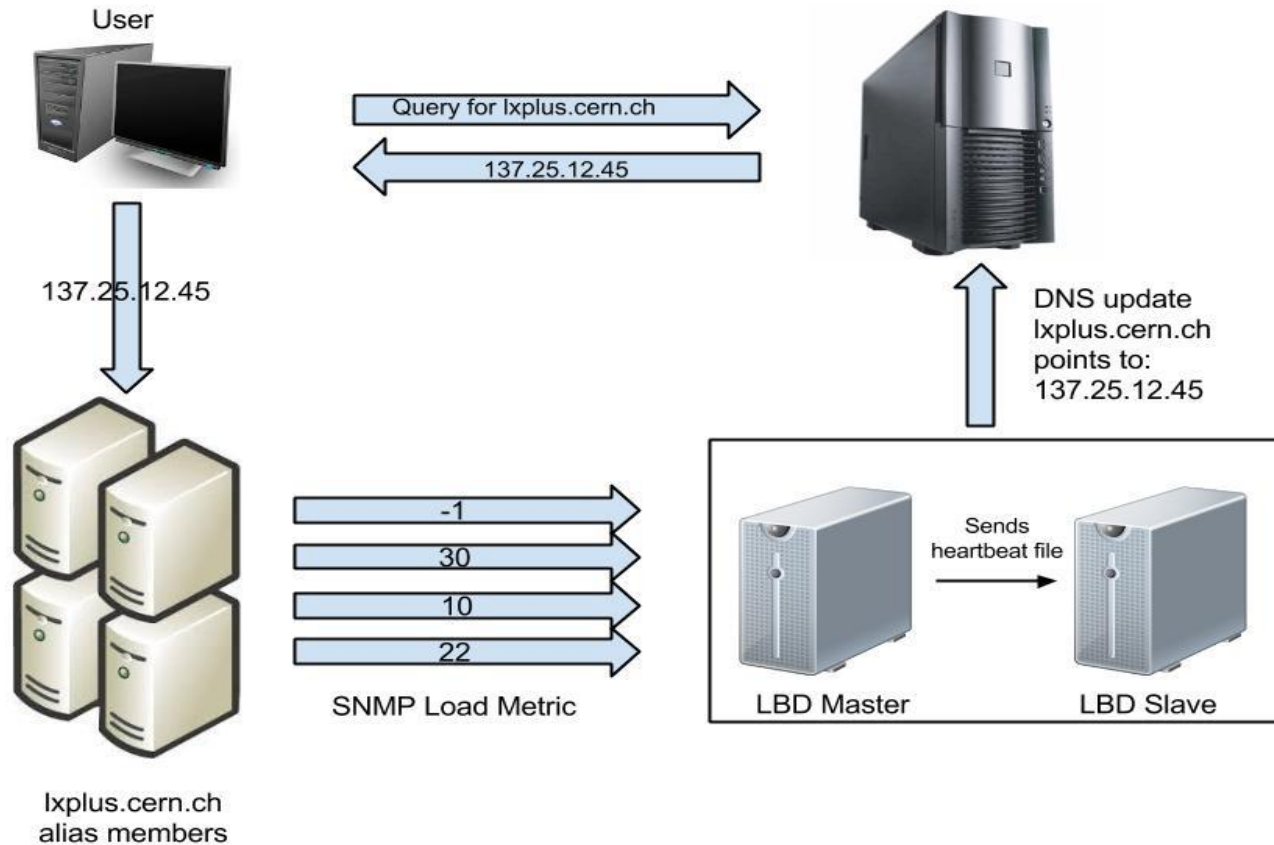 User
Query for lxplus.cern.ch
137.25.12.45
137.25.12.45
DNS update
lxplus.cern.ch
points to:
137.25.12.45
-1
30
10
22
SNMP Load Metric
Sends
heartbeat file
LBD Master
LBD Slave
lxplus.cern.ch
alias members